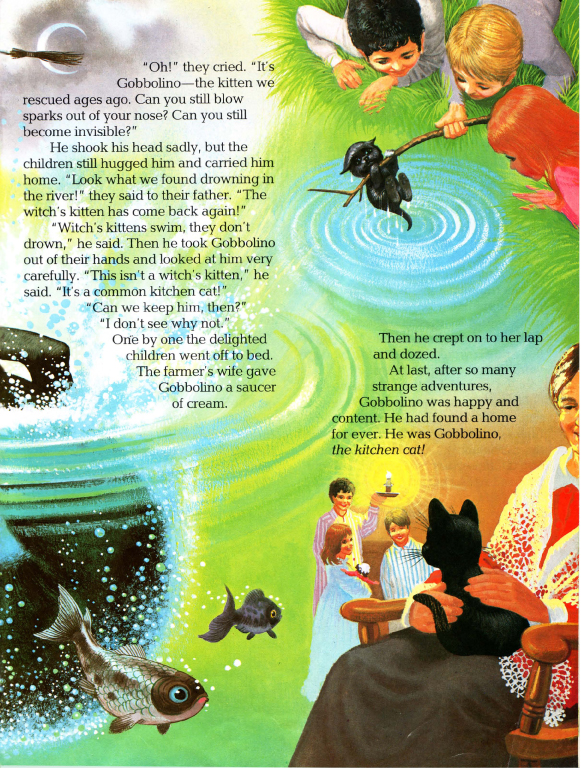 “Oh!” they cried. “It's
Gobbolino—the kitten we
rescued ages ago. Can you still blow
sparks out of your nose? Can you still
become invisible?”
He shook his head sadly, but the
children still hugged him and carried him
home. “Look what we found drowning in
the river!” they said to their father. “The
witch's kitten has come back again!”
“Witch's kittens swim, they don't
drown,” he said. Then he took Gobbolino
out of their hands and looked at him very
carefully. “This isn't a witch's kitten,” he
said. “It's a common kitchen cat!”
“Can we keep him, then?”
“I don't see why not.”
One by one the delighted
children went off to bed.
The farmer's wife gave
Gobbolino a saucer
of cream.
Then he crept on to her lap
and dozed.
At last, after so many
strange adventures,
Gobbolino was happy and
content. He had found a home
for ever. He was Gobbolino,
the kitchen cat!